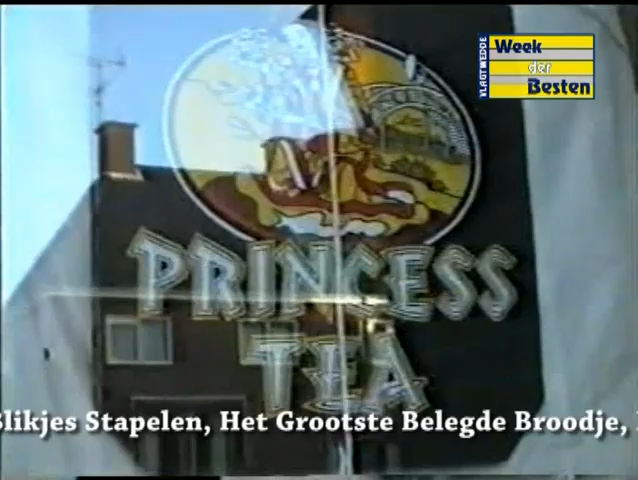 VLAGTWEDDE
Week
der
Besten
PRINCESS
TEA
Blikjes Stapelen, Het Grootste Belegde Broodje,